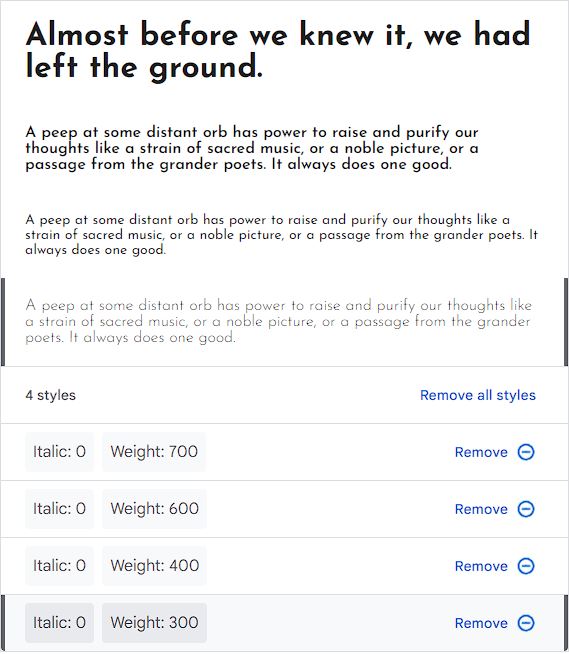 Almost before we knew it, we had
left the ground.
A peep at some distant orb has power to raise and purify our
thoughts like a strain of sacred music, or a noble picture, or a
passage from the grander poets. It always does one good.
A peep at some distant orb has power to raise and purify our thoughts like a
strain of sacred music, or a noble picture, or a passage from the grander poets. It
always does one good.
A peep at some distant orb has power to raise and purify our thoughts like
a strain of sacred music, or a noble picture, or a passage from the grander
poets. It always does one good.
4 styles Remove all styles
Italic: 0 Weight: 700 Remove
Italic: 0 Weight: 600 Remove
Italic: 0 Weight: 400 Remove
Italic: 0 Weight: 300 Remove